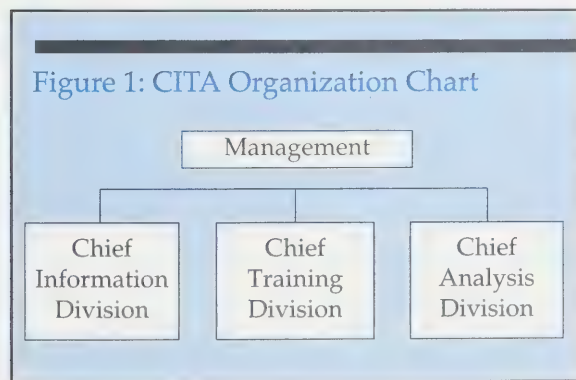 Figure 1: CITA Organization Chart
Management
Chief
Information
Division
Chief
Training
Division
Chief
Analysis
Division